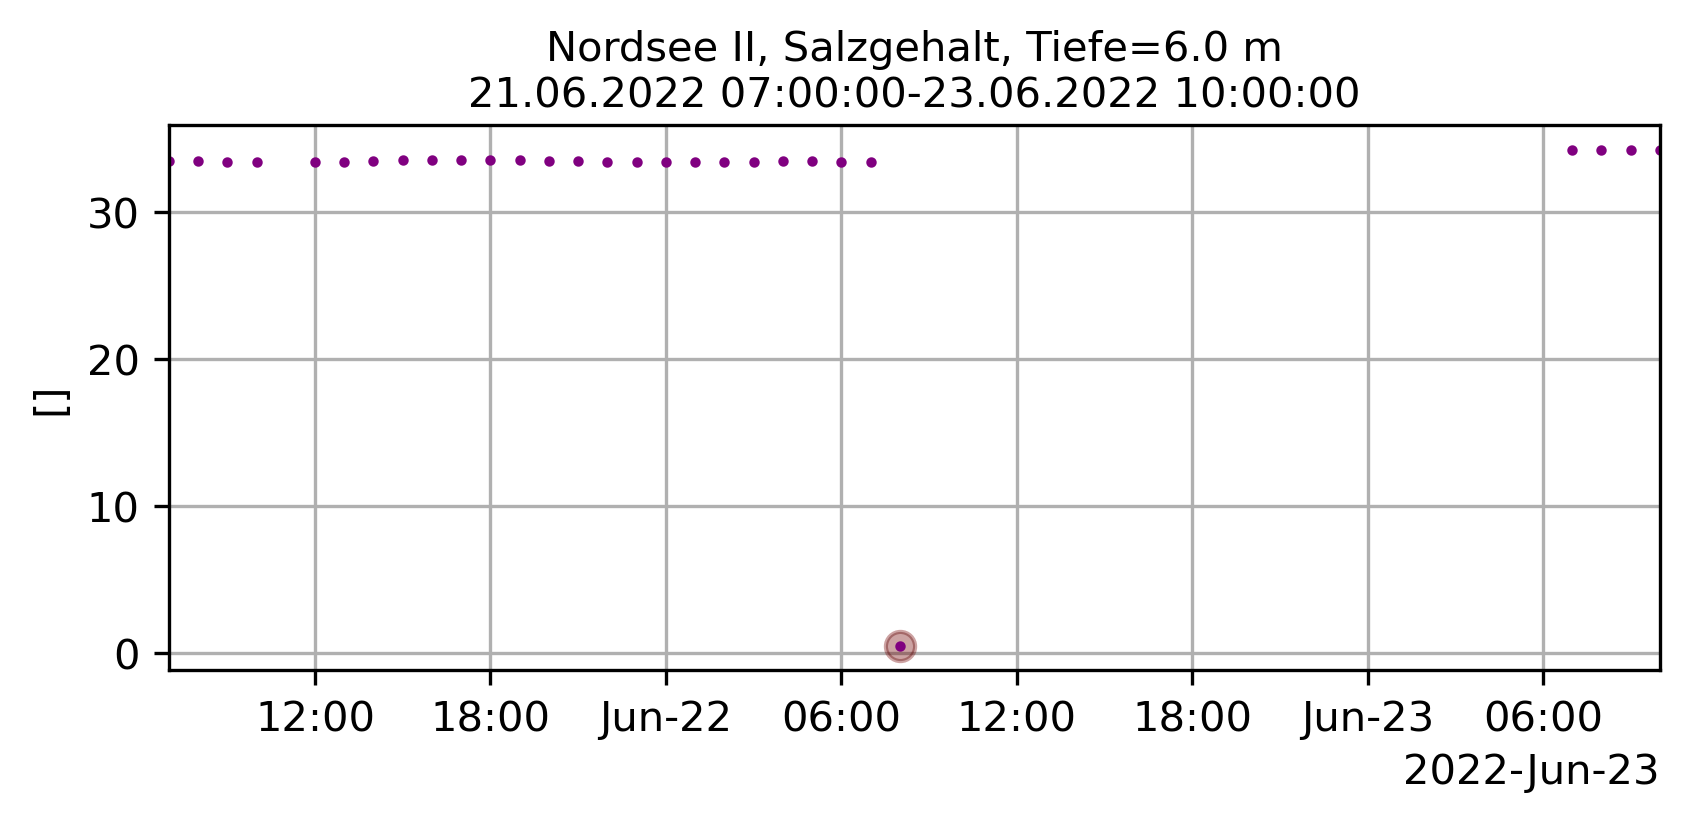 Nordsee II, Salzgehalt, Tiefe=6.0 m
21.06.2022 07:00:00-23.06.2022 10:00:00
30
20
[]
10
0
12:00 18:00 Jun-22 06:00 12:00 18:00 Jun-23 06:00
2022-Jun-23